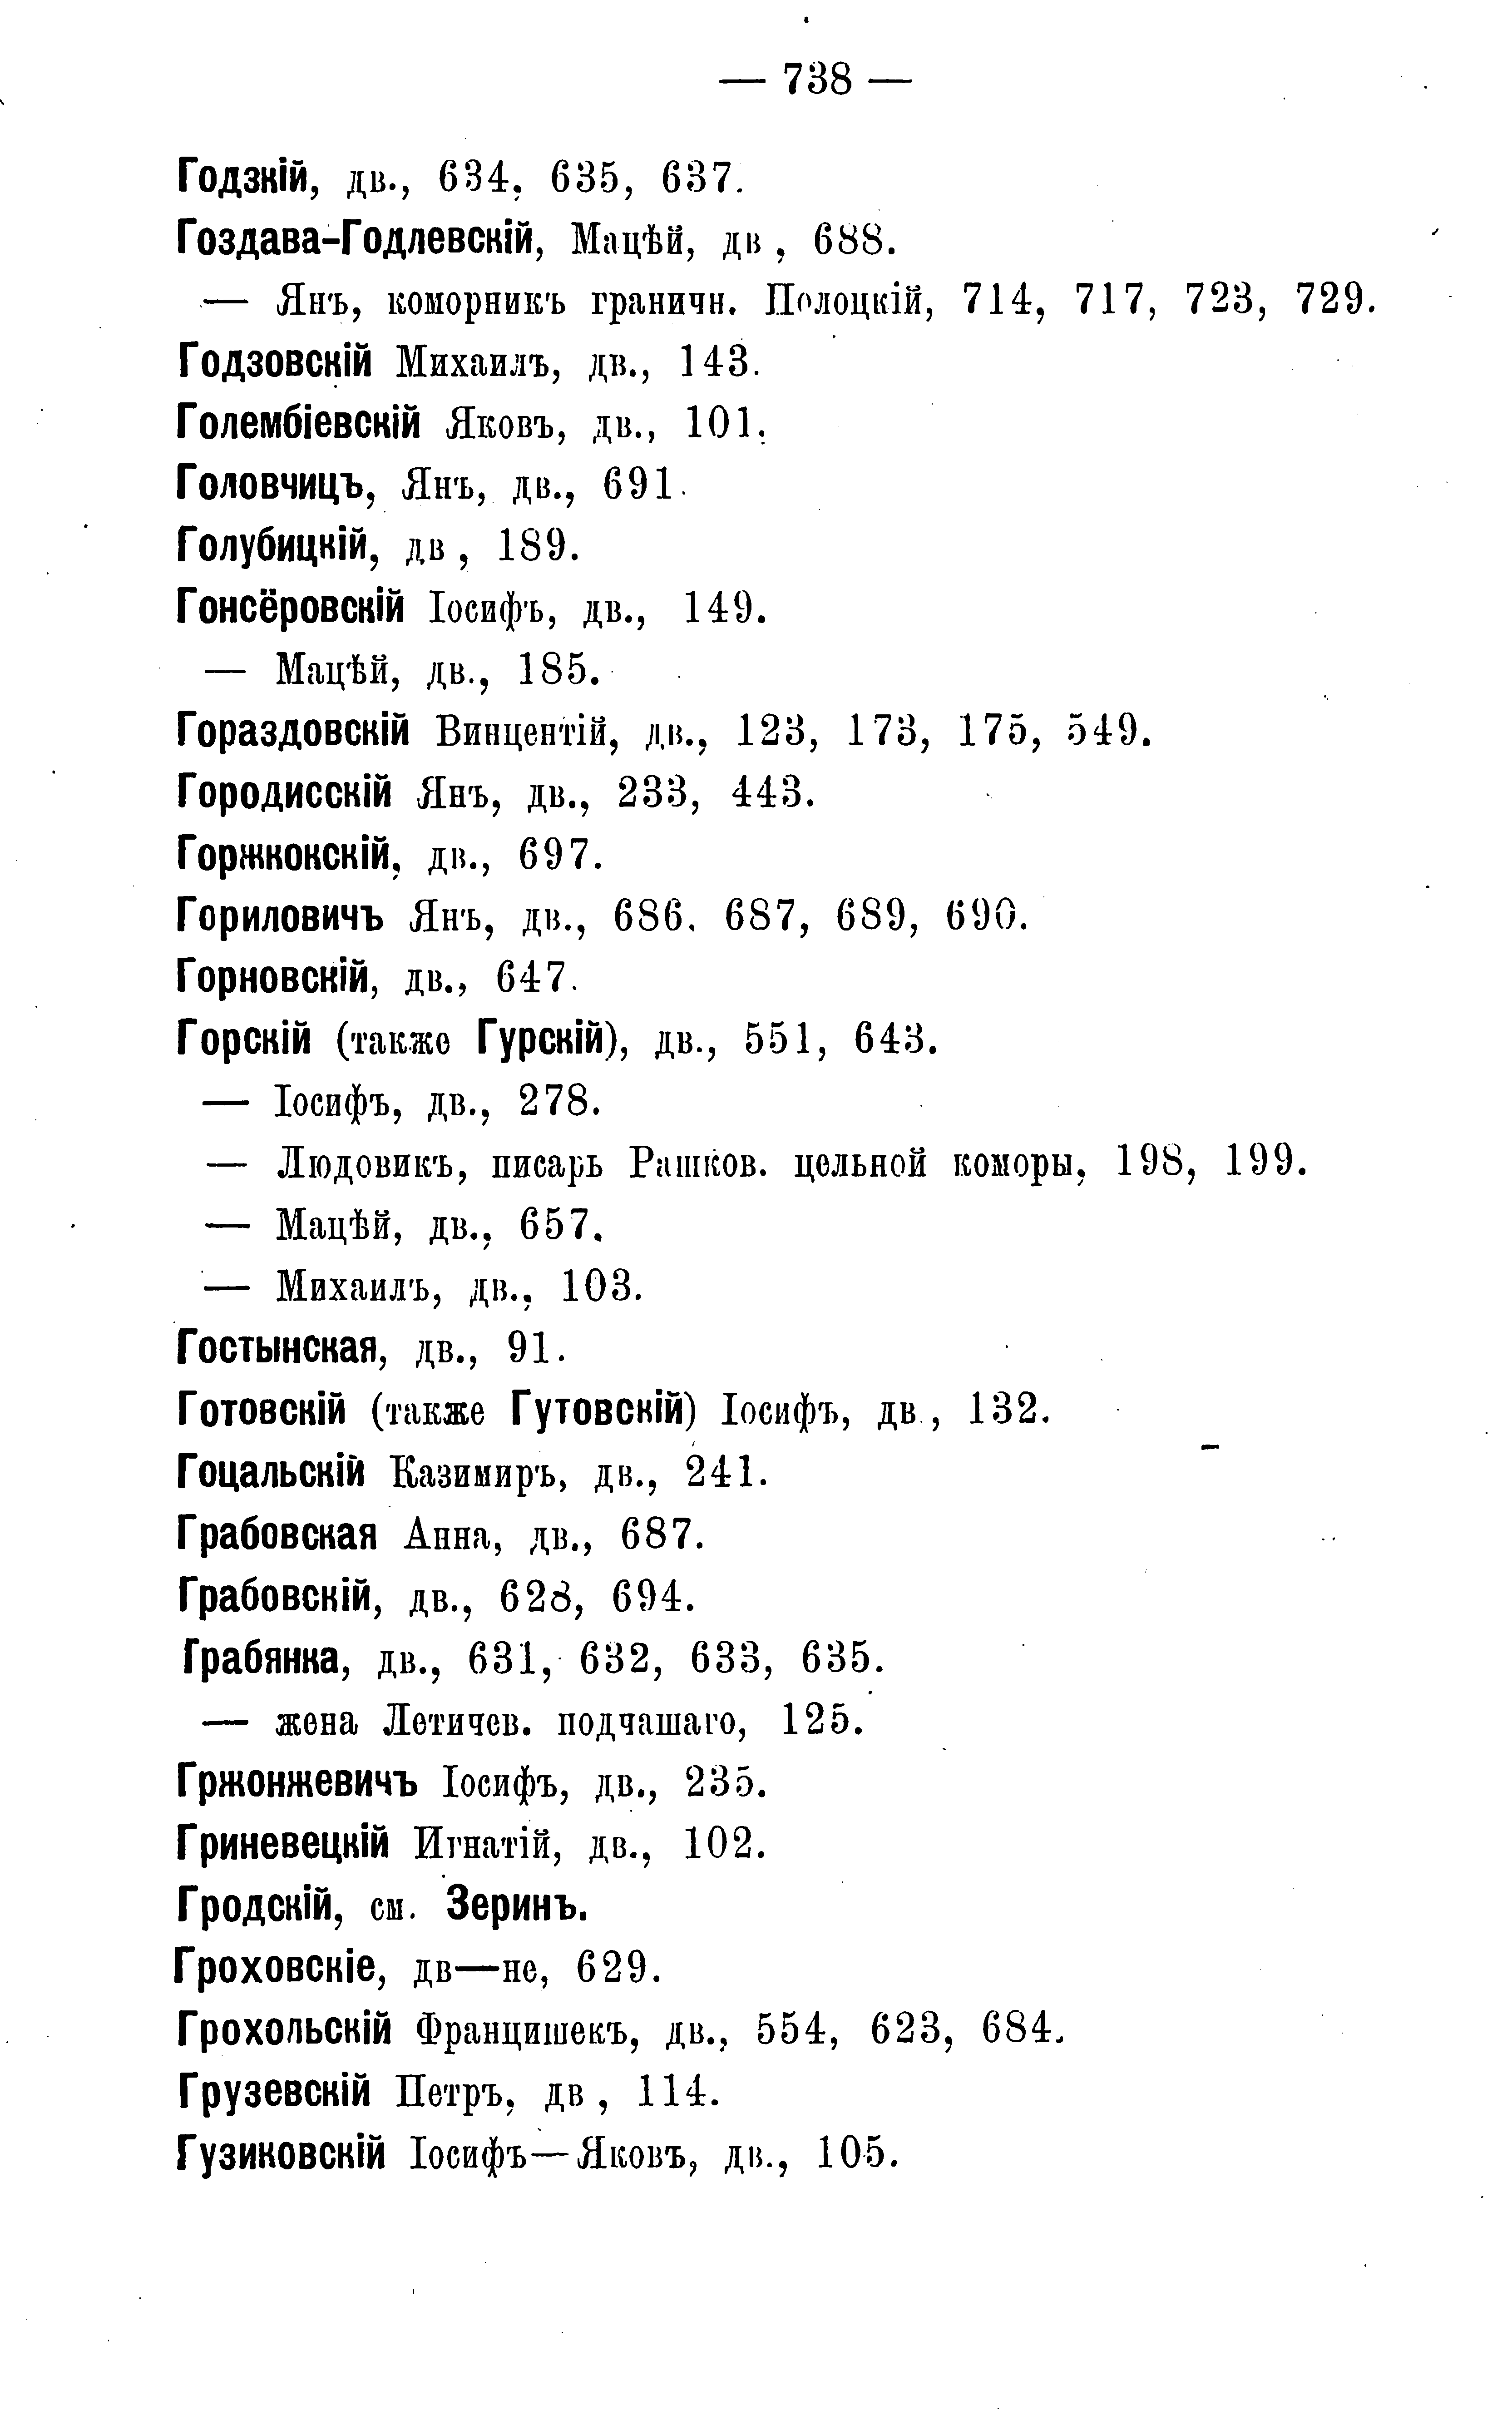 — 738 —
Годзкій, дв., 634, 635, 637.
Гоздава-Годлевскій, Мацѣй, дв , 688.
— Янъ, коморникъ граничн. Полоцкій, 714, 717, 723, 729.
Годзовскій Михаилъ, дв., 143.
Голембіевскій Яковъ, дв., 101.
Головчицъ, Янъ, дв., 691.
Голубицкій, дв , 189.
Гонсёровскій Іосифъ, дв., 149.
— Мацѣй, дв., 185.
Гораздовскій Винцентій, дв., 123, 173, 175, 549.
Городисскій Янъ, дв., 233, 443.
Горжкокскій, дв., 697.
Гориловичъ Янъ, дв., 686. 687, 689, 690.
Горновскій, дв., 647.
Горскій (также Гурскій), дв., 551, 643.
— Іосифъ, дв., 278.
— Людовикъ, писарь Рашков. цельной коморы, 198, 199.
— Мацѣй, дв., 657.
— Михаилъ, дв., 103.
Гостынская, дв., 91.
Готовскій (также Гутовскій) Іосифъ, дв., 132.
Гоцальскій Казимиръ, дв., 241.
Грабовская Анна, дв., 687.
Грабовскій, дв., 628, 694.
Грабянка, дв., 631, 632, 633, 635.
— жена Летичев. подчашаго, 125.
Гржонжевичъ Іосифъ, дв., 235.
Гриневецкій Игнатій, дв., 102.
Гродскій, см. Зеринъ.
Гроховскіе, дв—не, 629.
Грохольскій Францишекъ, дв., 554, 623, 684.
Грузевскій Петръ, дв , 114.
Гузиковскій Іосифъ—Яковъ, дв., 105.